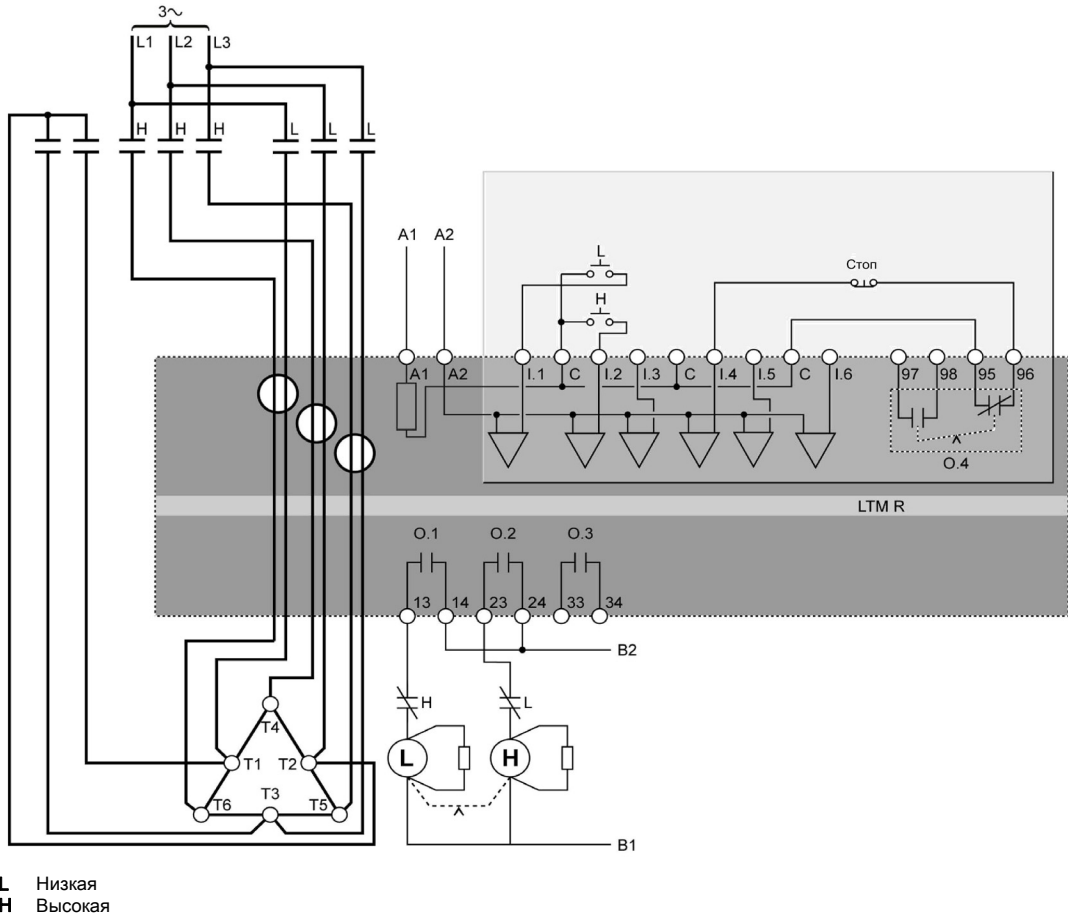 3~
L1 L2 L3
H H H L L L
A1 A2
L
H
Стоп
A1 A2 I.1 C I.2 I.3 C I.4 I.5 C I.6 97 98 95 96
O.4
LTM R
O.1 O.2 O.3
13 14 23 24 33 34
B2
H L
L H
T4
T1 T2
T6 T3 T5
B1
L Низкая
H Высокая